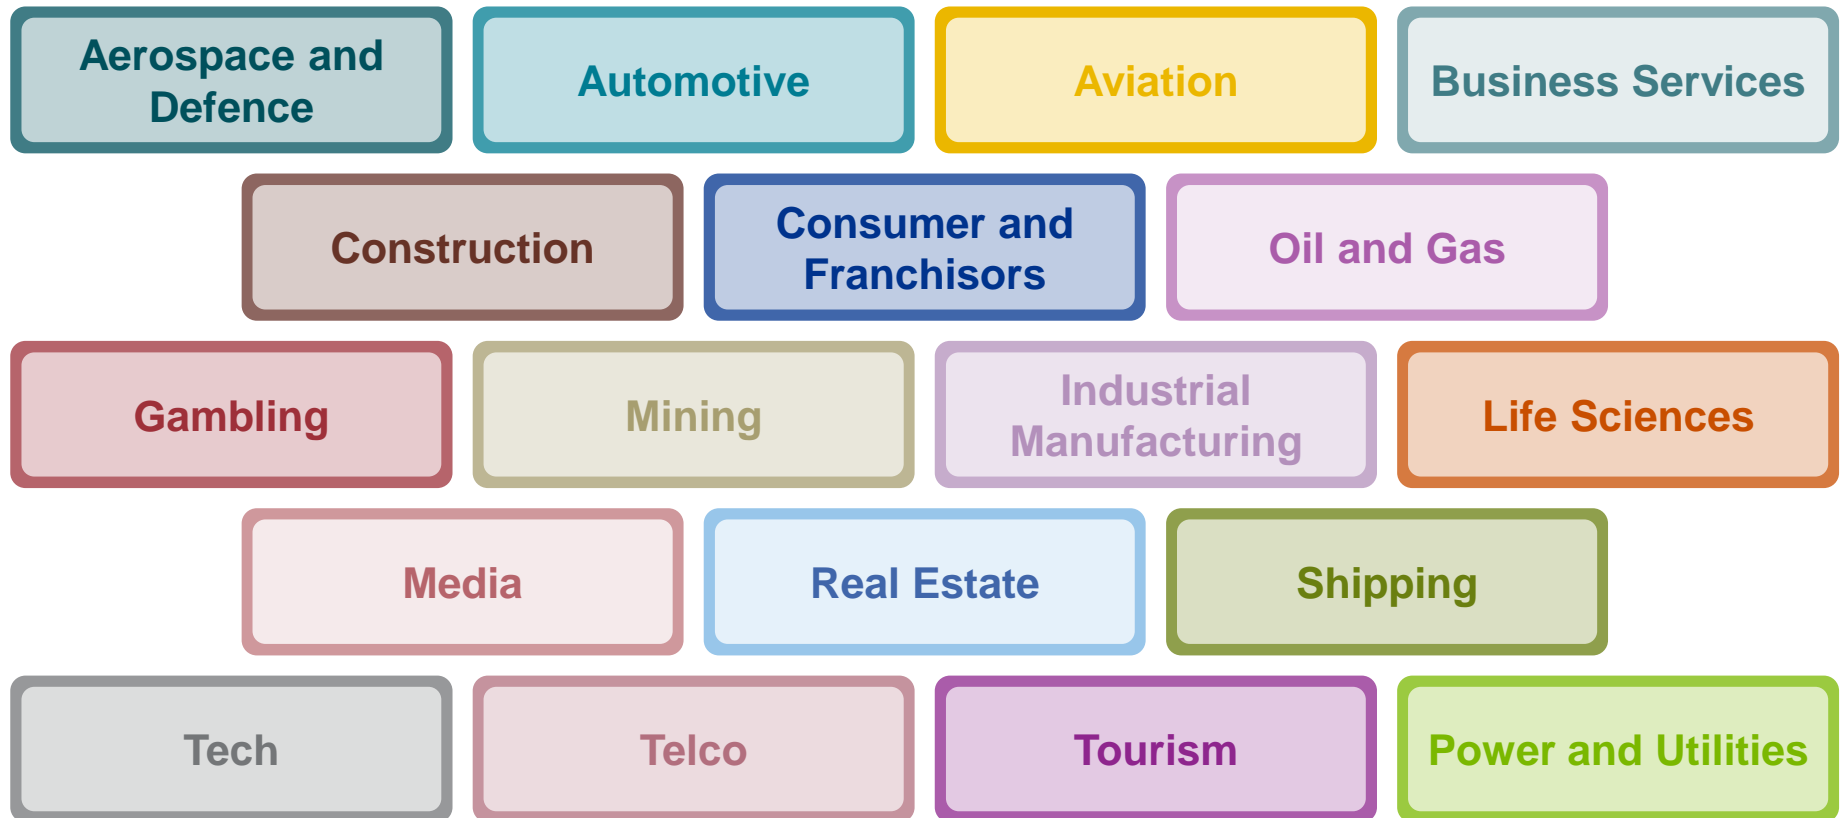 Aerospace and
Defence
Automotive
Aviation
Business Services
Construction
Consumer and
Franchisors
Oil and Gas
Gambling
Mining
Industrial
Manufacturing
Life Sciences
Media
Real Estate
Shipping
Tech
Telco
Tourism
Power and Utilities